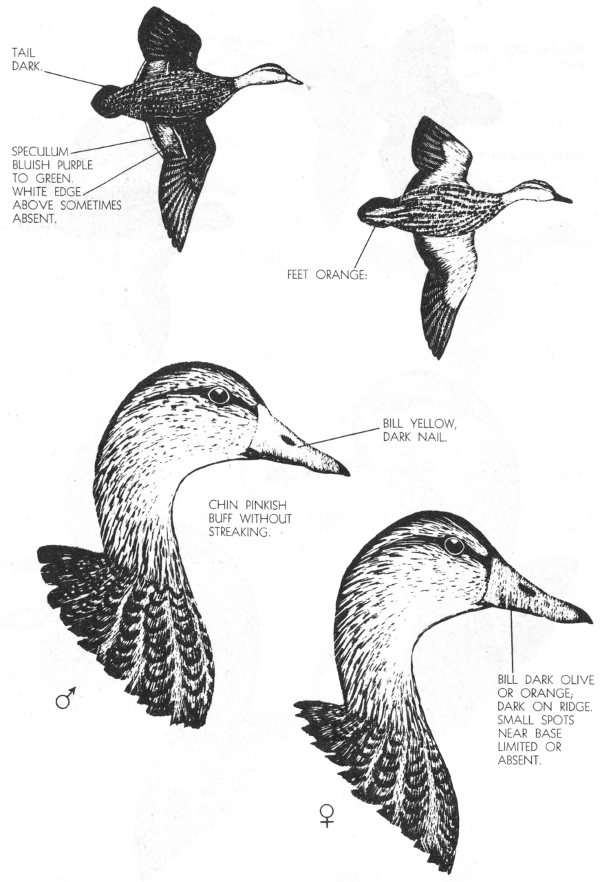 TAIL
DARK.
SPECULUM
BLUISH PURPLE
TO GREEN.
WHITE EDGE
ABOVE SOMETIMES
ABSENT.
FEET ORANGE:
BILL YELLOW,
DARK NAIL.
CHIN PINKISH
BUFF WITHOUT
STREAKING.
♂
BILL DARK OLIVE
OR ORANGE;
DARK ON RIDGE.
SMALL SPOTS
NEAR BASE
LIMITED OR
ABSENT.
♀